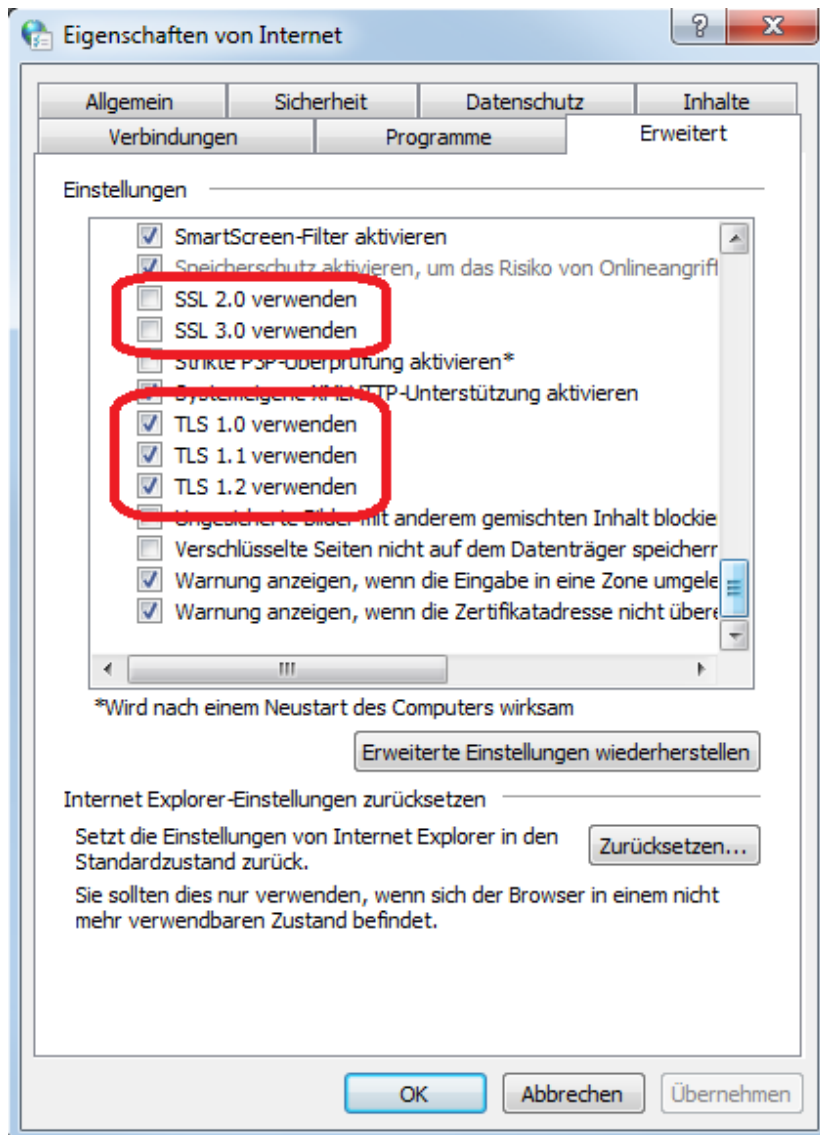 Eigenschaften von Internet
Allgemein
Sicherheit
Datenschutz
Inhalte
Verbindungen
Programme
Erweitert
Einstellungen
SmartScreen-Filter aktivieren
Speicherschutz aktivieren, um das Risiko von Onlineangriff
SSL 2.0 verwenden
SSL 3.0 verwenden
Strikte P3P-Überprüfung aktivieren*
Systemeigene XMLHTTP-Unterstützung aktivieren
TLS 1.0 verwenden
TLS 1.1 verwenden
TLS 1.2 verwenden
Ungesicherte Bilder mit anderem gemischten Inhalt blockie
Verschlüsselte Seiten nicht auf dem Datenträger speichern
Warnung anzeigen, wenn die Eingabe in eine Zone umgele
Warnung anzeigen, wenn die Zertifikatadresse nicht übere
*Wird nach einem Neustart des Computers wirksam
Erweiterte Einstellungen wiederherstellen
Internet Explorer-Einstellungen zurücksetzen
Setzt die Einstellungen von Internet Explorer in den
Standardzustand zurück.
Zurücksetzen...
Sie sollten dies nur verwenden, wenn sich der Browser in einem nicht
mehr verwendbaren Zustand befindet.
OK
Abbrechen
Übernehmen